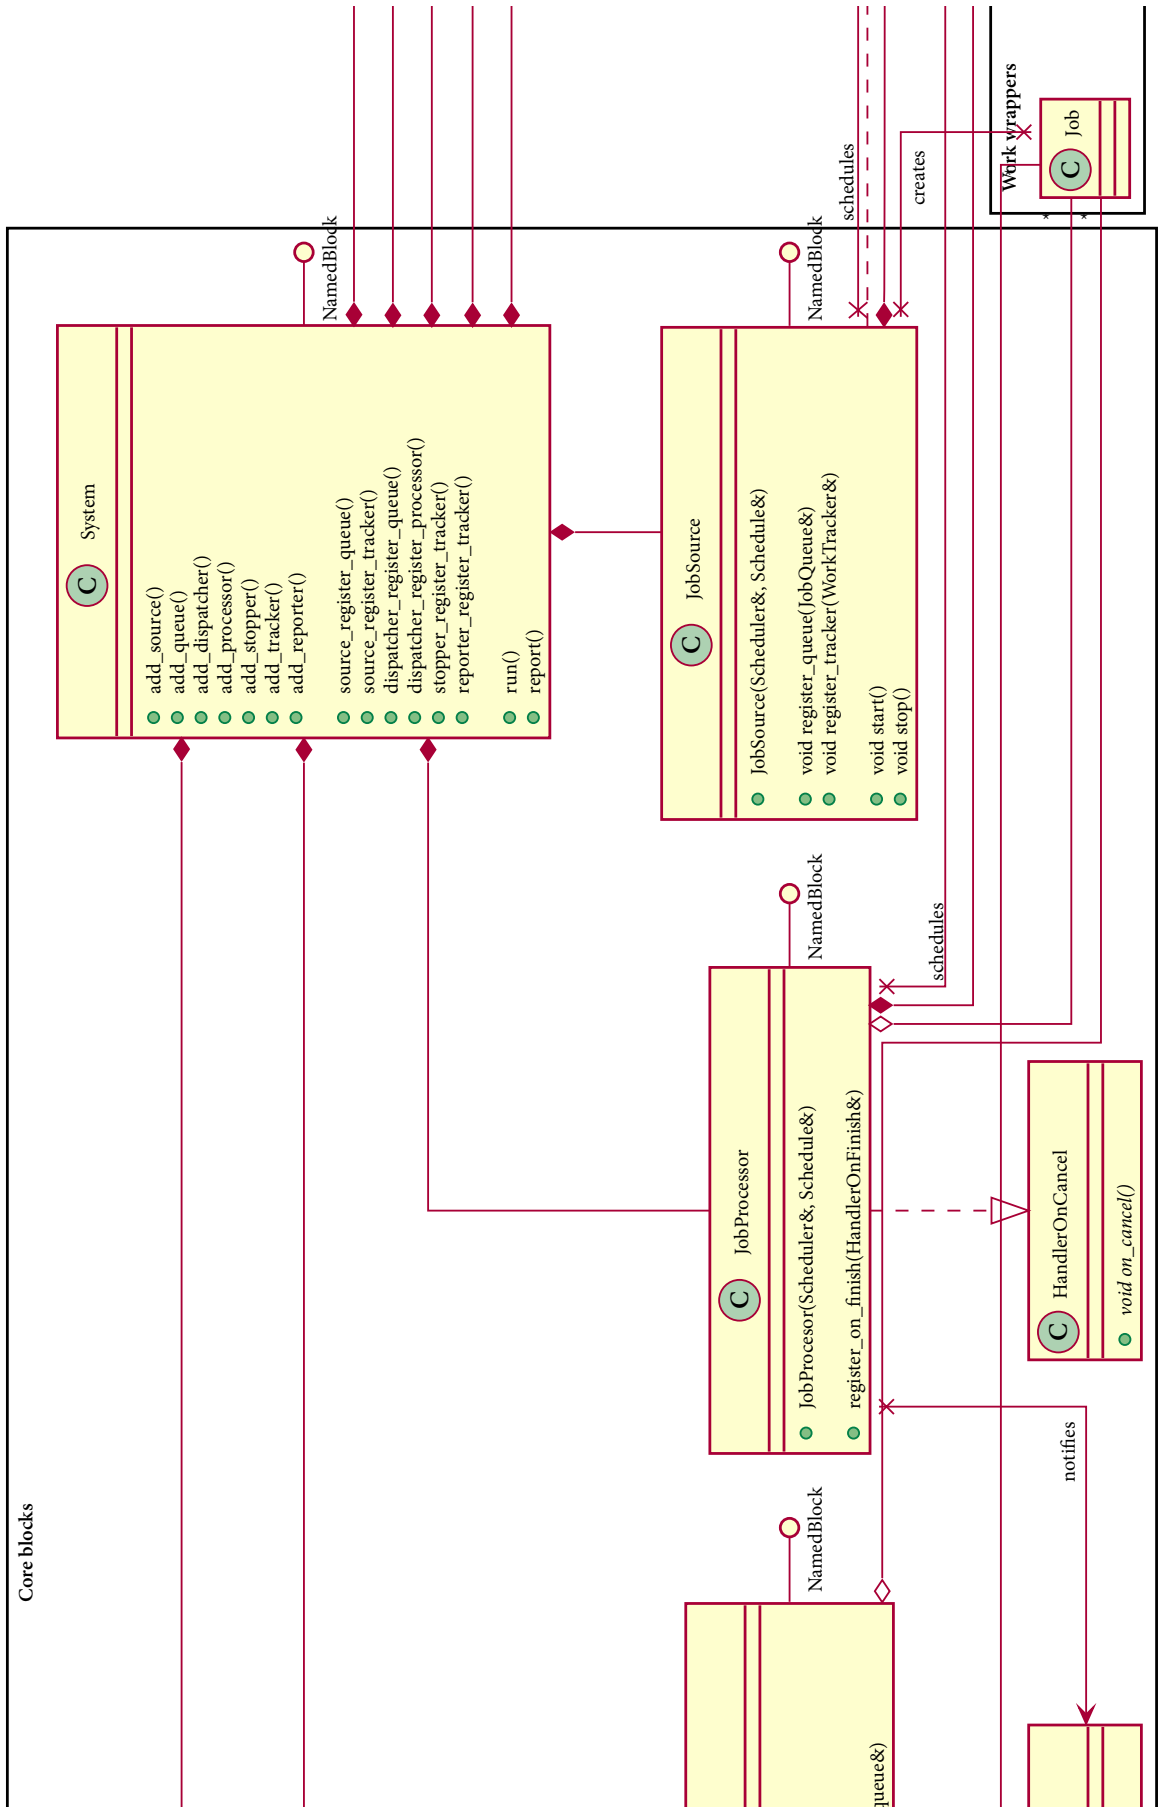 Work wrappers
C Job
*
*
schedules
creates
NamedBlock
NamedBlock
C System
add_source()
add_queue()
add_dispatcher()
add_processor()
add_stopper()
add_tracker()
add_reporter()
source_register_queue()
source_register_tracker()
dispatcher_register_queue()
dispatcher_register_processor()
stopper_register_tracker()
reporter_register_tracker()
run()
report()
C JobSource
JobSource(Scheduler&, Schedule&)
void register_queue(JobQueue&)
void register_tracker(WorkTracker&)
void start()
void stop()
NamedBlock
schedules
C JobProcessor
JobProcesor(Scheduler&, Schedule&)
register_on_finish(HandlerOnFinish&)
C HandlerOnCancel
void on_cancel()
notifies
NamedBlock
Core blocks
queue&)